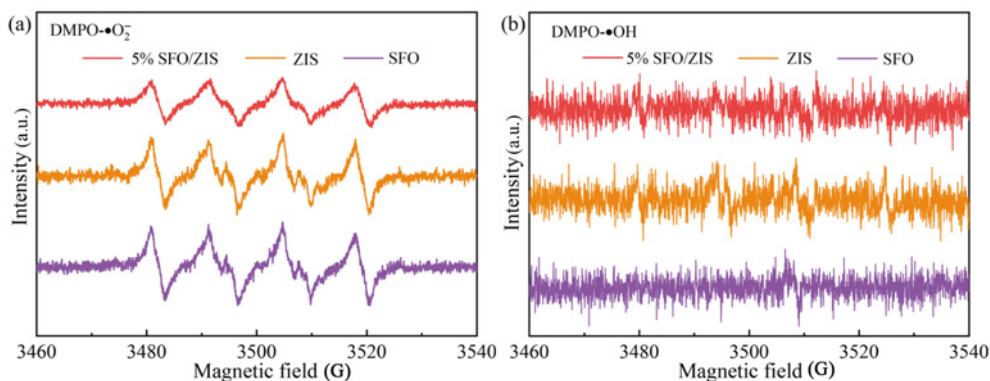 (a)
DMPO-•O₂⁻
5% SFO/ZIS ZIS SFO
Intensity (a.u.)
3460 3480 3500 3520 3540
Magnetic field (G)
(b)
DMPO-•OH
5% SFO/ZIS ZIS SFO
Intensity (a.u.)
3460 3480 3500 3520 3540
Magnetic field (G)